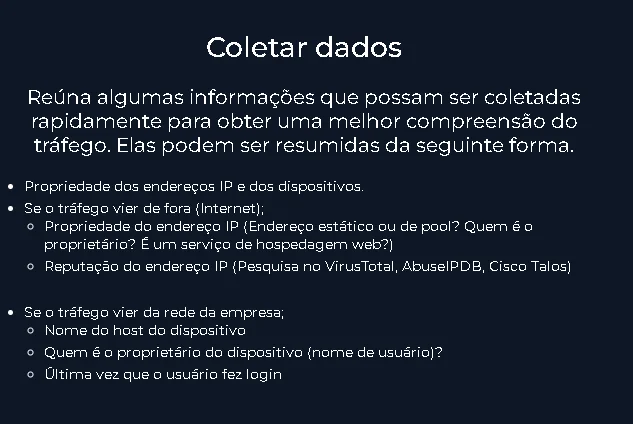 Coletar dados
Reúna algumas informações que possam ser coletadas
rapidamente para obter uma melhor compreensão do
tráfego. Elas podem ser resumidas da seguinte forma.
Propriedade dos endereços IP e dos dispositivos.
Se o tráfego vier de fora (Internet);
Propriedade do endereço IP (Endereço estático ou de pool? Quem é o
proprietário? É um serviço de hospedagem web?)
Reputação do endereço IP (Pesquisa no VirusTotal, AbuseIPDB, Cisco Talos)
Se o tráfego vier da rede da empresa;
Nome do host do dispositivo
Quem é o proprietário do dispositivo (nome de usuário)?
Última vez que o usuário fez login